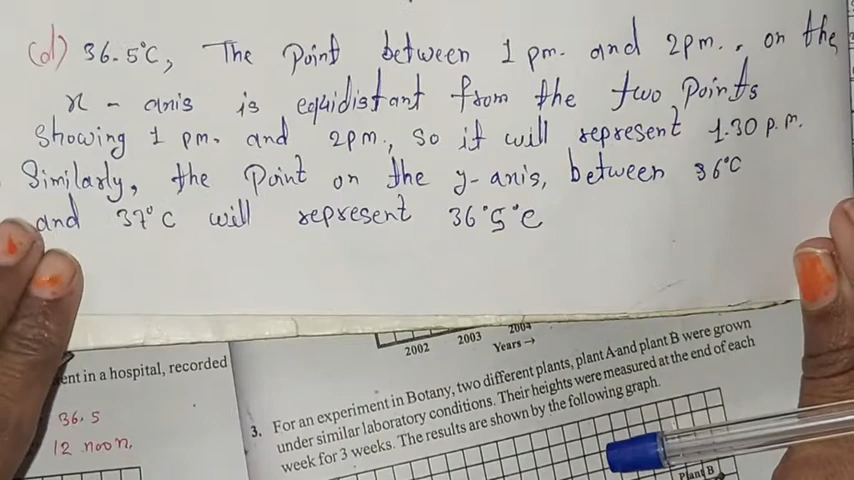 (d) 36.5°C, The Point between 1 pm. and 2pm., on the
x - anis is equidistant from the two Points
showing 1 pm. and 2pm., so it will represent 1.30 p.m.
Similarly, the Point on the y-anis, between 36°C
and 37°C will represent 36°5°C
2002 2003 2004
Years →
ent in a hospital, recorded
36.5
12 noon.
3. For an experiment in Botany, two different plants, plant A and plant B were grown
under similar laboratory conditions. Their heights were measured at the end of each
week for 3 weeks. The results are shown by the following graph.
Plant B